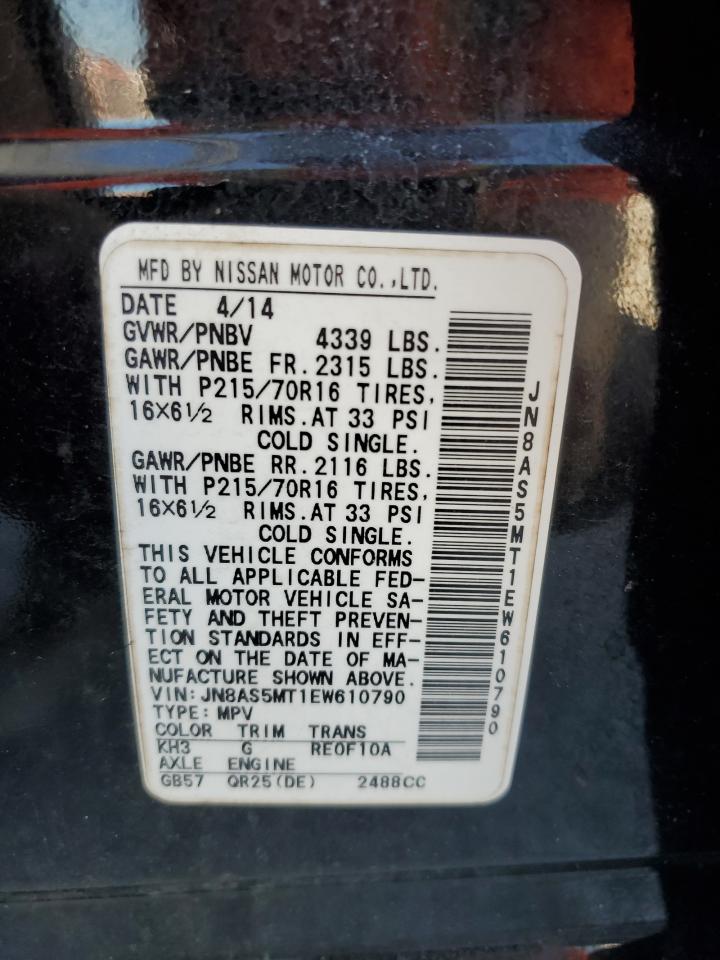 MFD BY NISSAN MOTOR CO.,LTD.
DATE 4/14
GVWR/PNBV 4339 LBS.
GAWR/PNBE FR.2315 LBS.
WITH P215/70R16 TIRES,
16X6 1/2 RIMS.AT 33 PSI
COLD SINGLE.
GAWR/PNBE RR.2116 LBS.
WITH P215/70R16 TIRES,
16X6 1/2 RIMS.AT 33 PSI
COLD SINGLE.
THIS VEHICLE CONFORMS
TO ALL APPLICABLE FED-
ERAL MOTOR VEHICLE SA-
FETY AND THEFT PREVEN-
TION STANDARDS IN EFF-
ECT ON THE DATE OF MA-
NUFACTURE SHOWN ABOVE.
VIN:JN8AS5MT1EW610790
TYPE:MPV
COLOR TRIM TRANS
KH3 G RE0F10A
AXLE ENGINE
GB57 QR25(DE) 2488CC
JN8AS5MT1EW610790